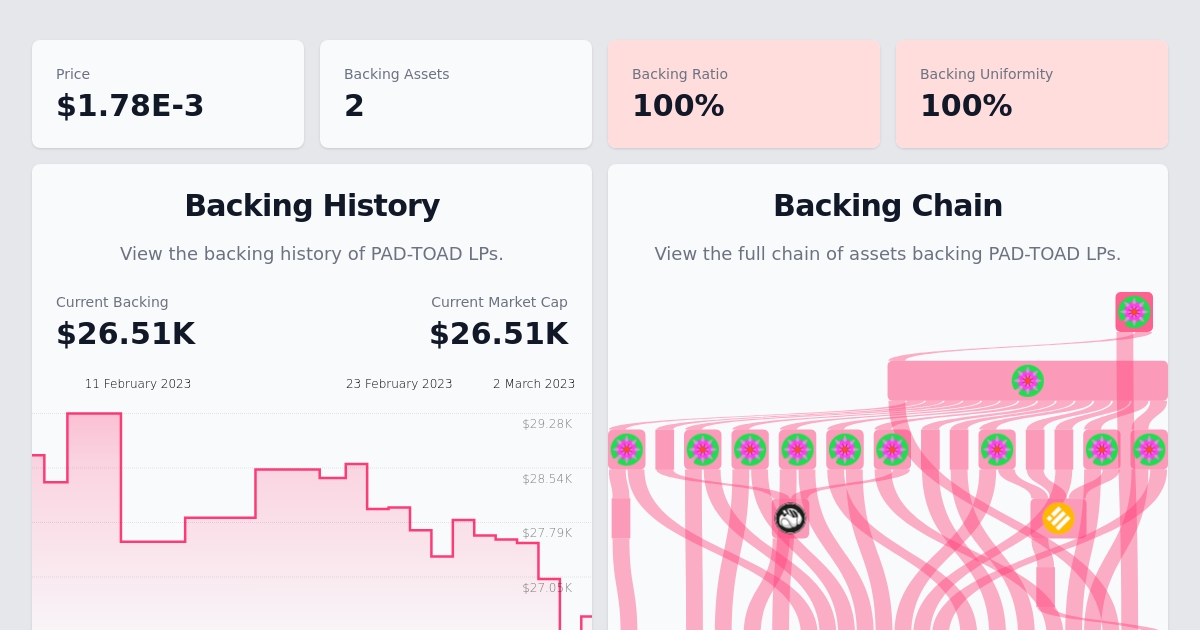 Price
$1.78E-3
Backing Assets
2
Backing Ratio
100%
Backing Uniformity
100%
Backing History
View the backing history of PAD-TOAD LPs.
Current Backing
$26.51K
Current Market Cap
$26.51K
11 February 2023
23 February 2023
2 March 2023
$29.28K
$28.54K
$27.79K
$27.05K
Backing Chain
View the full chain of assets backing PAD-TOAD LPs.